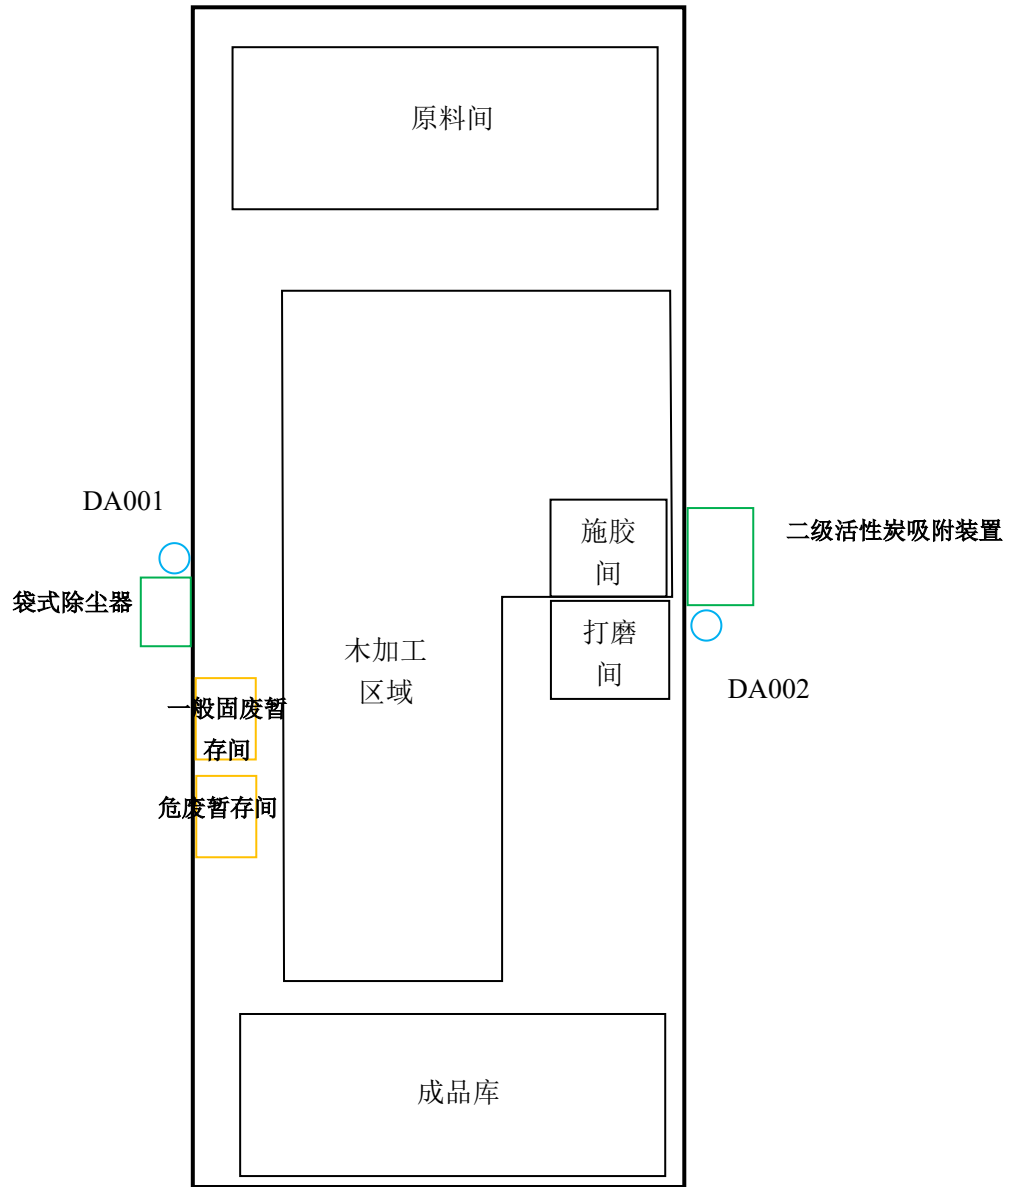 原料间
DA001
施胶
间
二级活性炭吸附装置
袋式除尘器
打磨
间
木加工
区域
DA002
一般固废暂
存间
危废暂存间
成品库